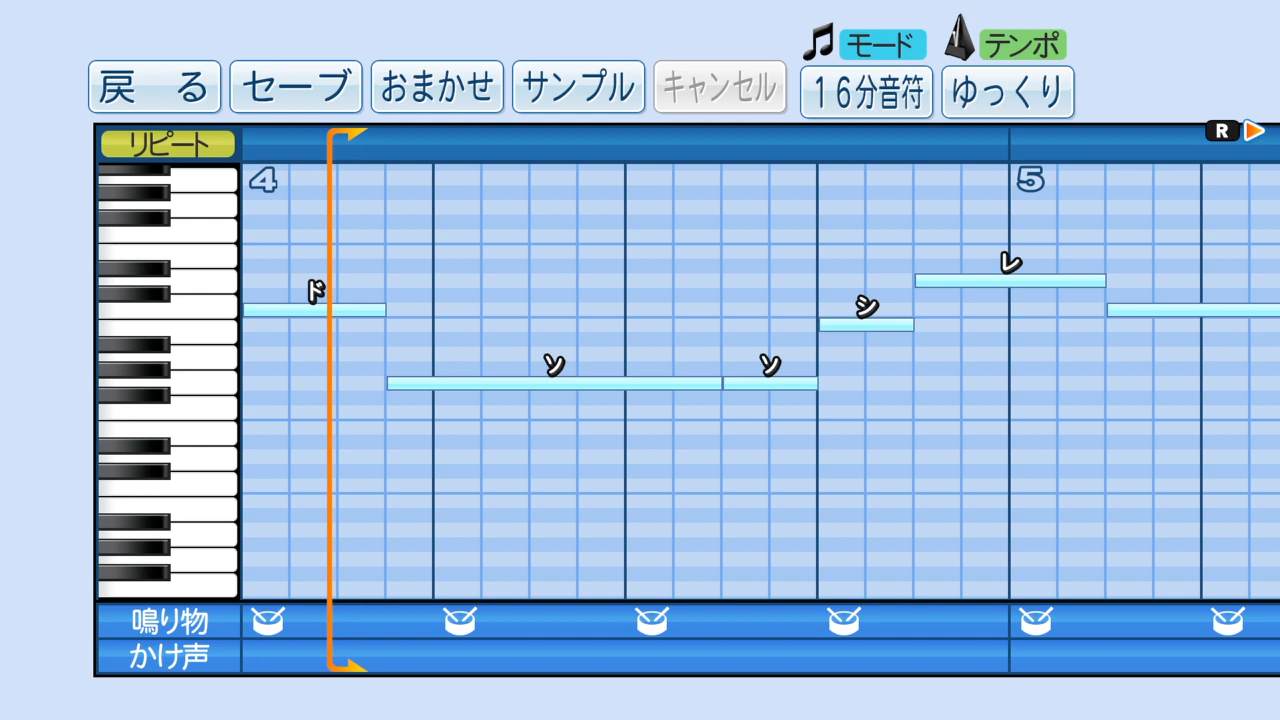 モード テンポ
戻る セーブ おまかせ サンプル キャンセル 16分音符 ゆっくり
リピート R
4 5
レ
ド シ
ソ ソ
鳴り物
かけ声